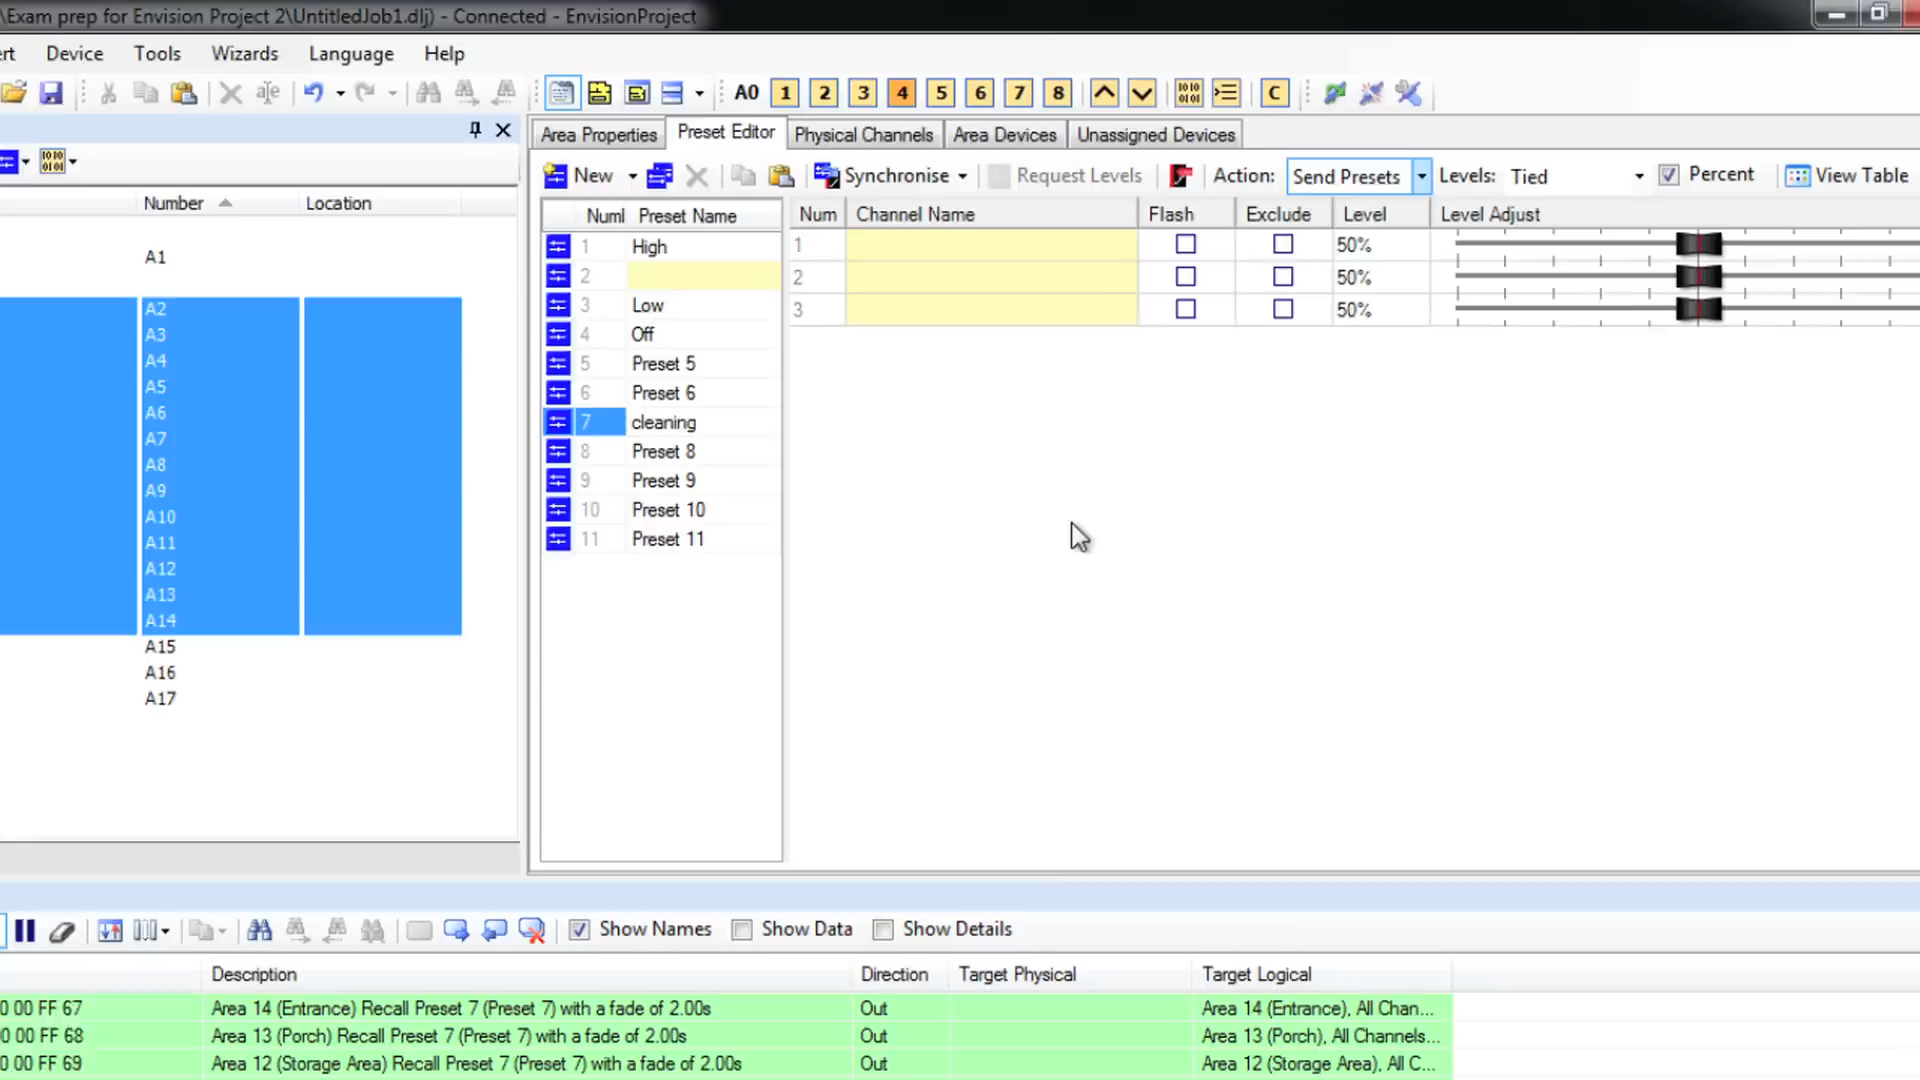 \Exam prep for Envision Project 2\UntitledJob1.dlj) - Connected - EnvisionProject
rt Device Tools Wizards Language Help
A0 1 2 3 4 5 6 7 8 C
Area Properties Preset Editor Physical Channels Area Devices Unassigned Devices
New Synchronise Request Levels Action: Send Presets Levels: Tied Percent View Table
Number Location
Numl Preset Name
Num Channel Name Flash Exclude Level Level Adjust
A1
A2
A3
A4
A5
A6
A7
A8
A9
A10
A11
A12
A13
A14
A15
A16
A17
1 High
2
3 Low
4 Off
5 Preset 5
6 Preset 6
7 cleaning
8 Preset 8
9 Preset 9
10 Preset 10
11 Preset 11
1 50%
2 50%
3 50%
Show Names Show Data Show Details
Description Direction Target Physical Target Logical
0 00 FF 67 Area 14 (Entrance) Recall Preset 7 (Preset 7) with a fade of 2.00s Out Area 14 (Entrance), All Chan...
0 00 FF 68 Area 13 (Porch) Recall Preset 7 (Preset 7) with a fade of 2.00s Out Area 13 (Porch), All Channels...
0 00 FF 69 Area 12 (Storage Area) Recall Preset 7 (Preset 7) with a fade of 2.00s Out Area 12 (Storage Area), All C...